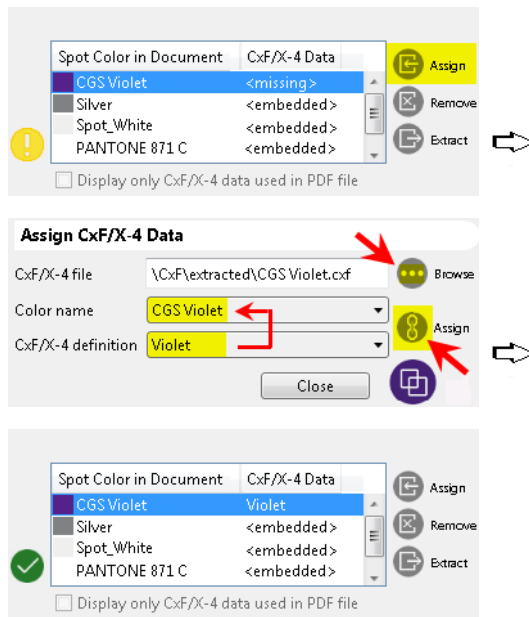 Spot Color in Document CxF/X-4 Data
CGS Violet <missing>
Silver <embedded>
Spot_White <embedded>
PANTONE 871 C <embedded>
Assign
Remove
Extract
Display only CxF/X-4 data used in PDF file
Assign CxF/X-4 Data
CxF/X-4 file \CxF\extracted\CGS Violet.cxf Browse
Color name CGS Violet
Assign
CxF/X-4 definition Violet
Close
Spot Color in Document CxF/X-4 Data
CGS Violet Violet
Silver <embedded>
Spot_White <embedded>
PANTONE 871 C <embedded>
Assign
Remove
Extract
Display only CxF/X-4 data used in PDF file